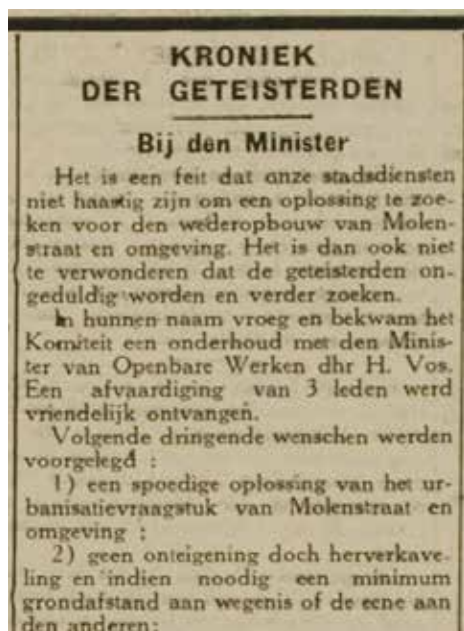 KRONIEK
DER GETEISTERDEN
Bij den Minister
Het is een feit dat onze stadsdiensten
niet haastig zijn om een oplossing te zoe-
ken voor den wederopbouw van Molen-
straat en omgeving. Het is dan ook niet
te verwonderen dat de geteisterden on-
geduldig worden en verder zoeken.
In hunnen naam vroeg en bekwam het
Komiteit een onderhoud met den Minis-
ter van Openbare Werken dhr H. Vos.
Een afvaardiging van 3 leden werd
vriendelijk ontvangen.
Volgende dringende wenschen werden
voorgelegd :
1) een spoedige oplossing van het ur-
banisatievraagstuk van Molenstraat en
omgeving ;
2) geen onteigening doch herverkave-
ling en indien noodig een minimum
grondafstand aan wegenis of de eene aan
den anderen;